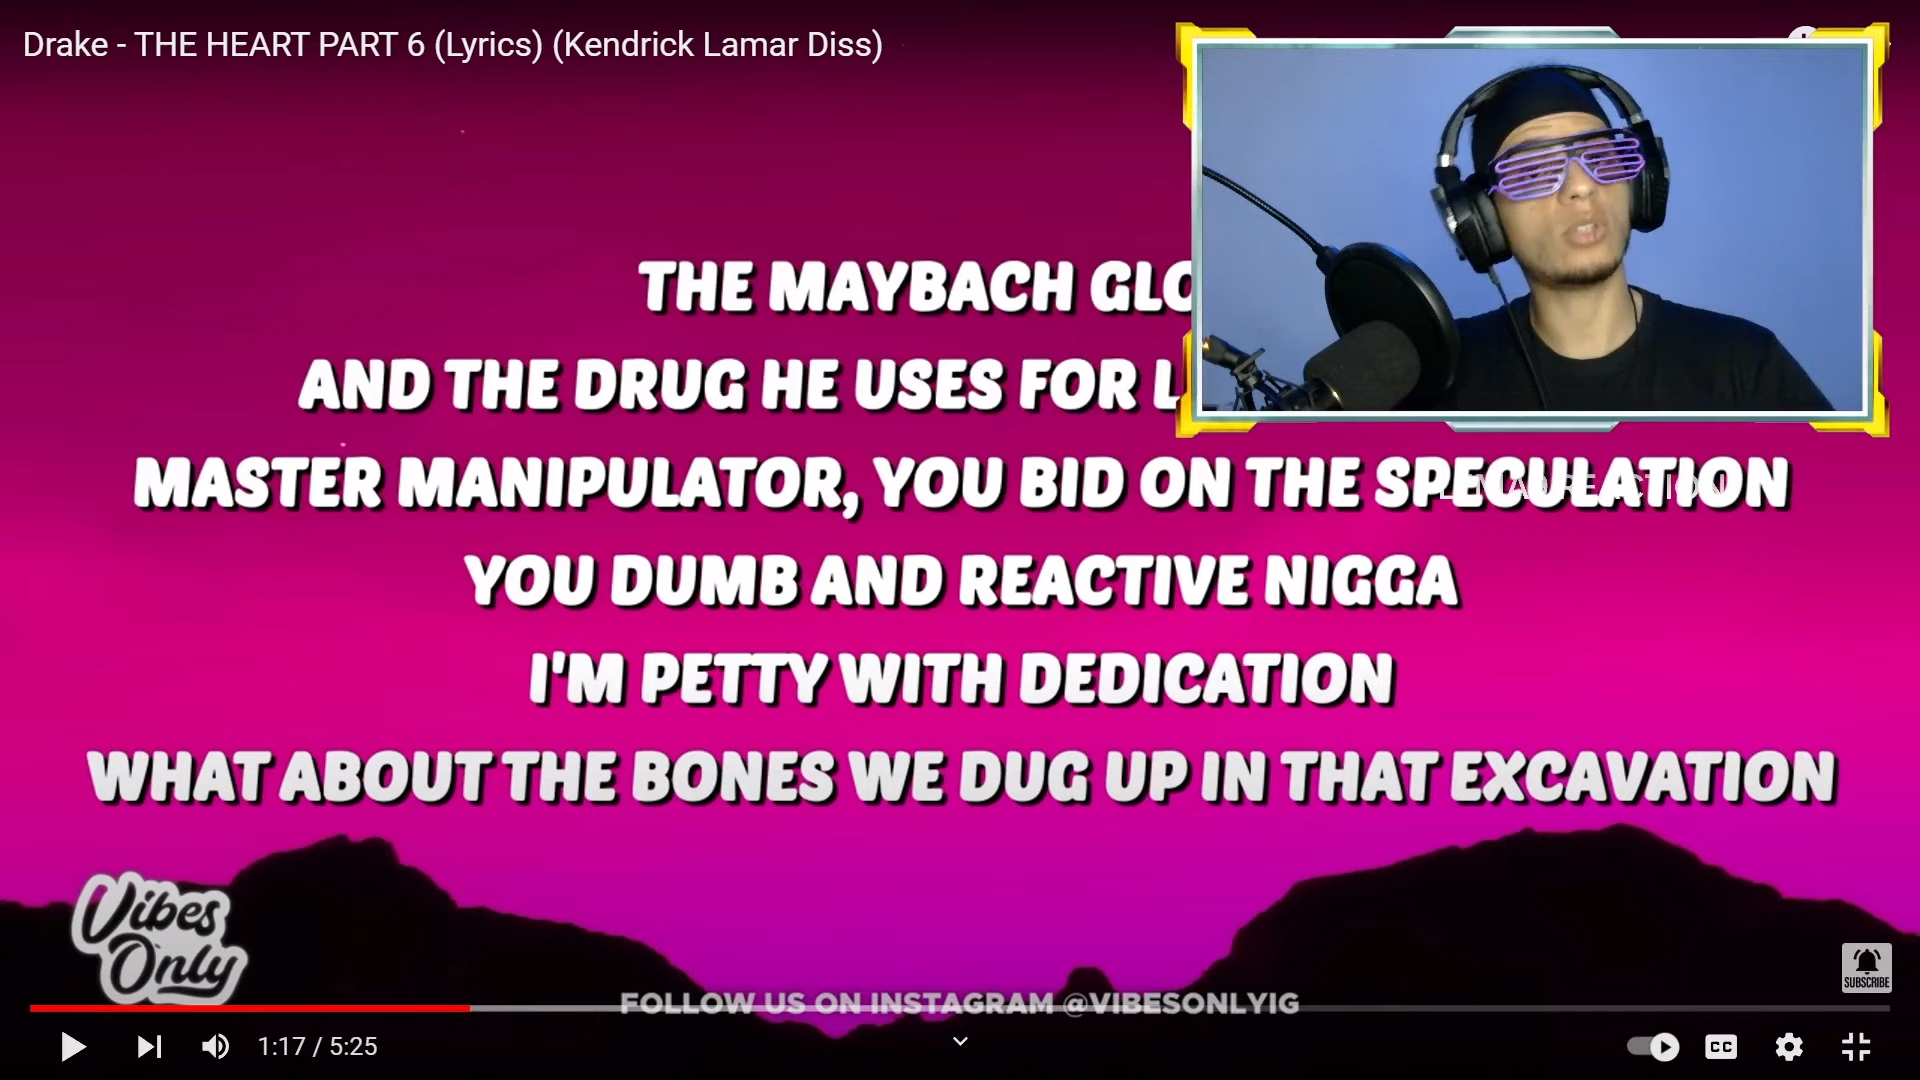 Drake - THE HEART PART 6 (Lyrics) (Kendrick Lamar Diss)
THE MAYBACH
AND THE DRUG HE USES FOR
MASTER MANIPULATOR, YOU BID ON THE SPECULATION
YOU DUMB AND REACTIVE NIGGA
I'M PETTY WITH DEDICATION
WHAT ABOUT THE BONES WE DUG UP IN THAT EXCAVATION
Vibes
Only
SUBSCRIBE
FOLLOW US ON INSTAGRAM @VIBESONLYIG
1:17 / 5:25
CC